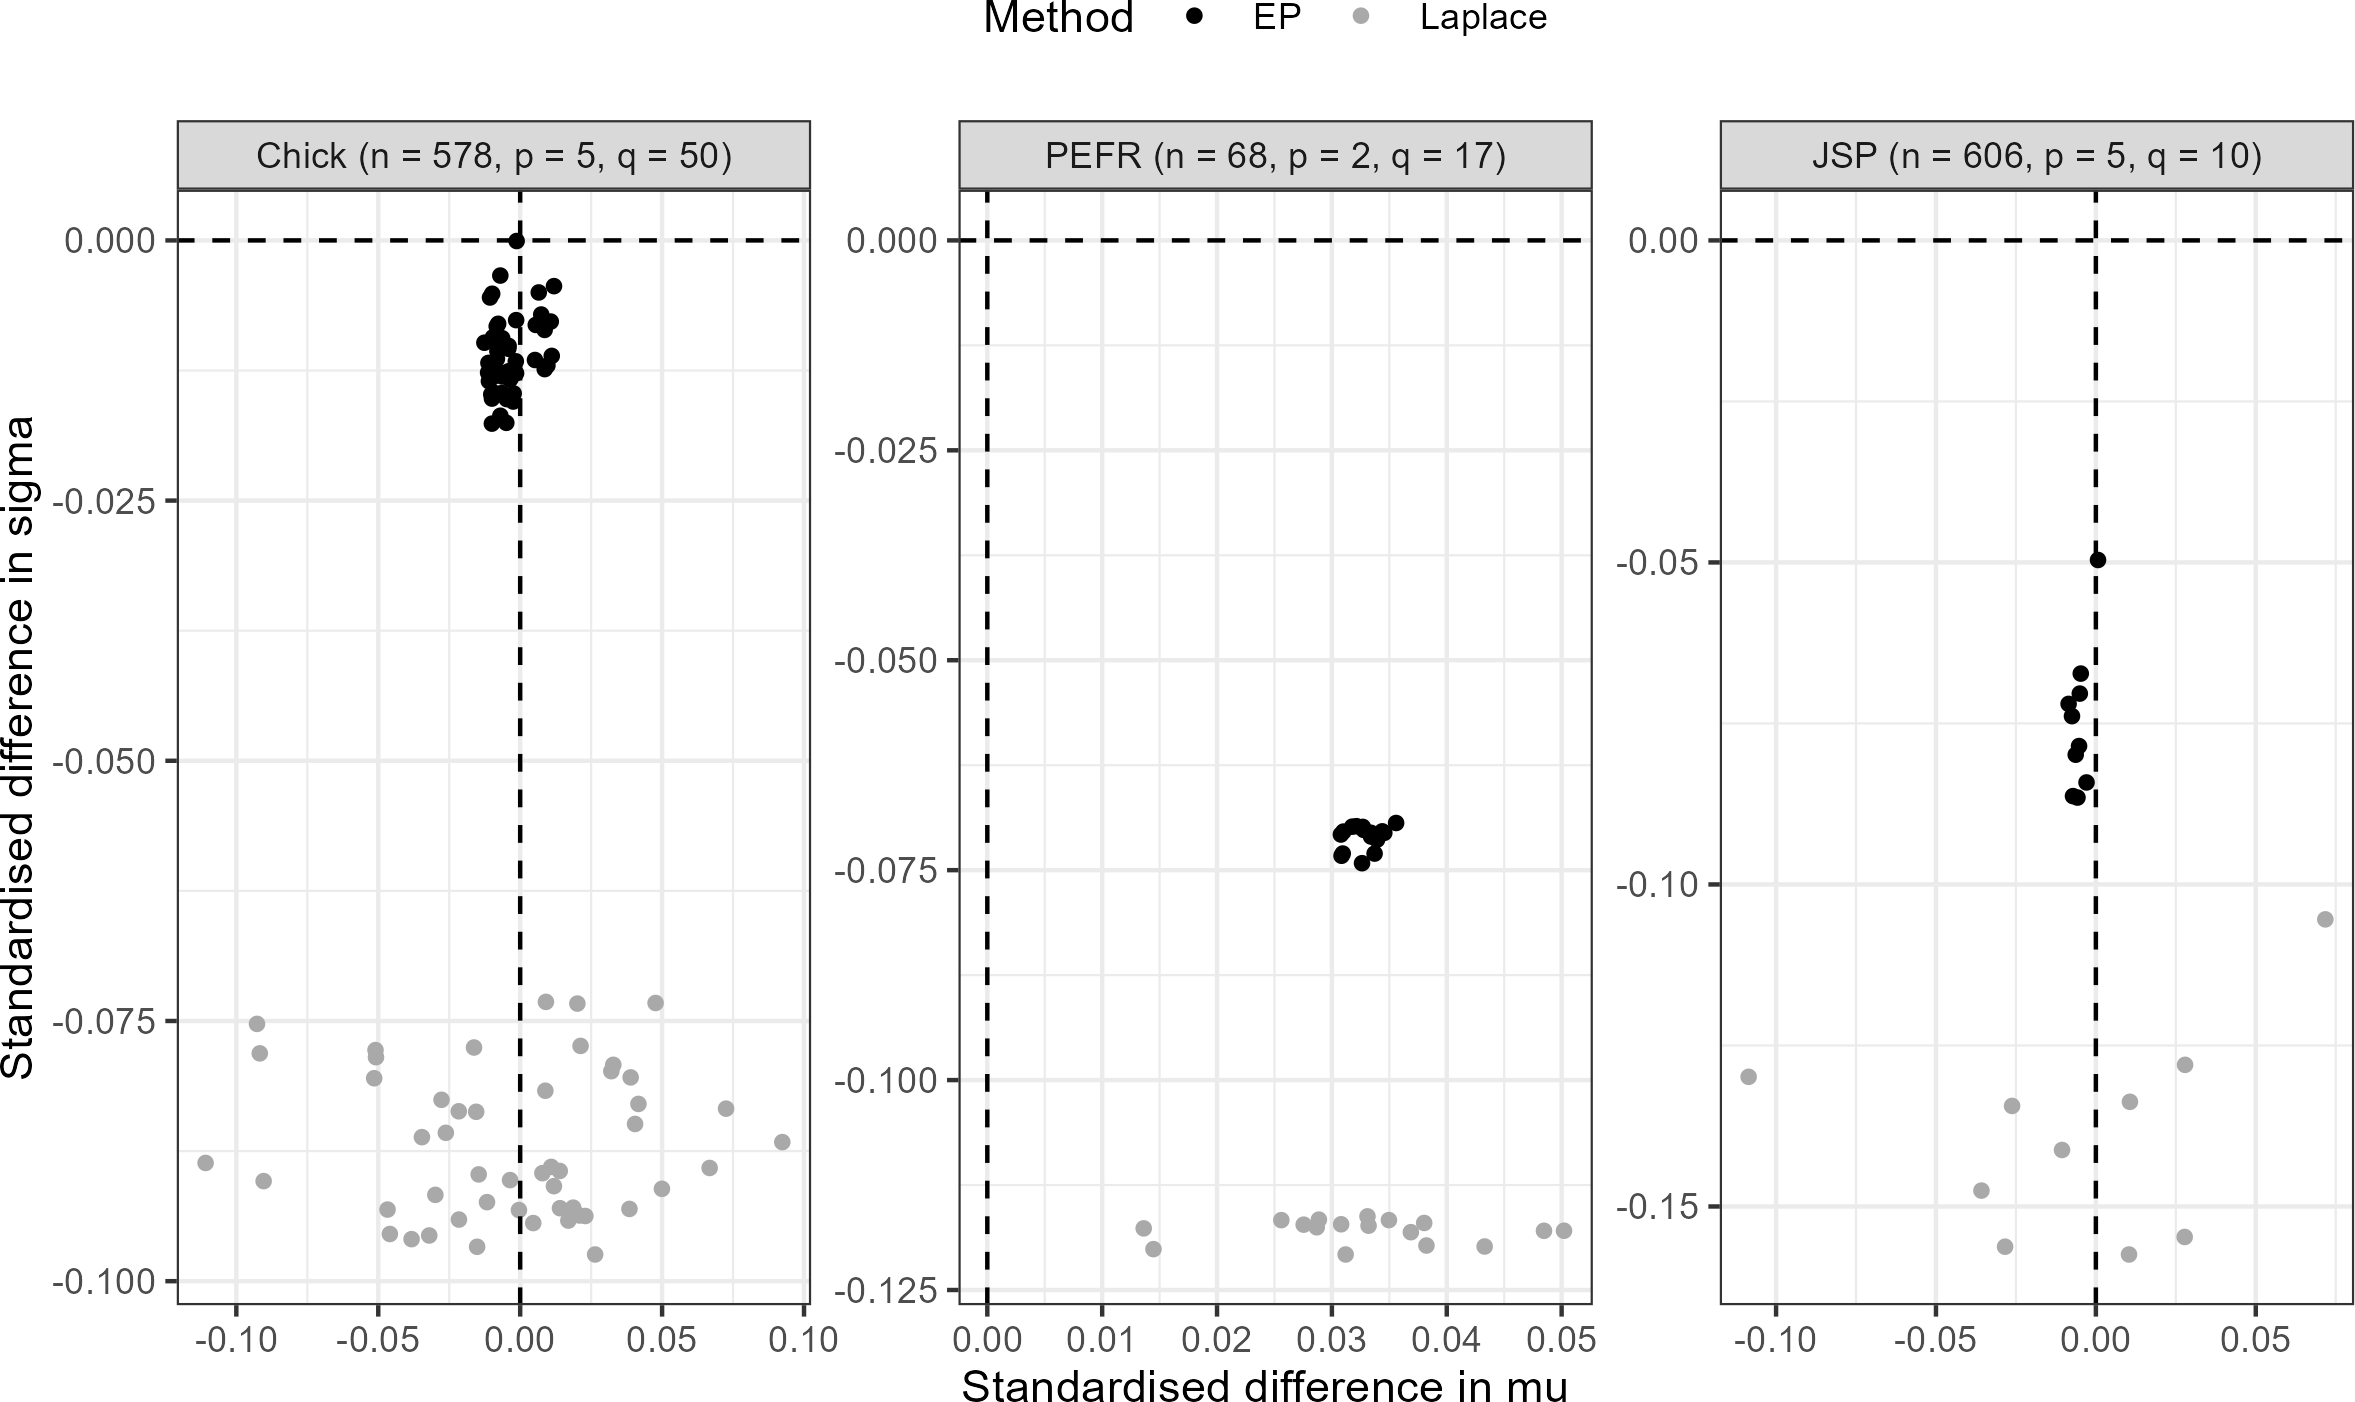 Method EP Laplace
Chick (n = 578, p = 5, q = 50)
PEFR (n = 68, p = 2, q = 17)
JSP (n = 606, p = 5, q = 10)
Standardised difference in sigma
0.000
-0.025
-0.050
-0.075
-0.100
0.000
-0.025
-0.050
-0.075
-0.100
-0.125
0.00
-0.05
-0.10
-0.15
-0.10 -0.05 0.00 0.05 0.10
0.00 0.01 0.02 0.03 0.04 0.05
-0.10 -0.05 0.00 0.05
Standardised difference in mu